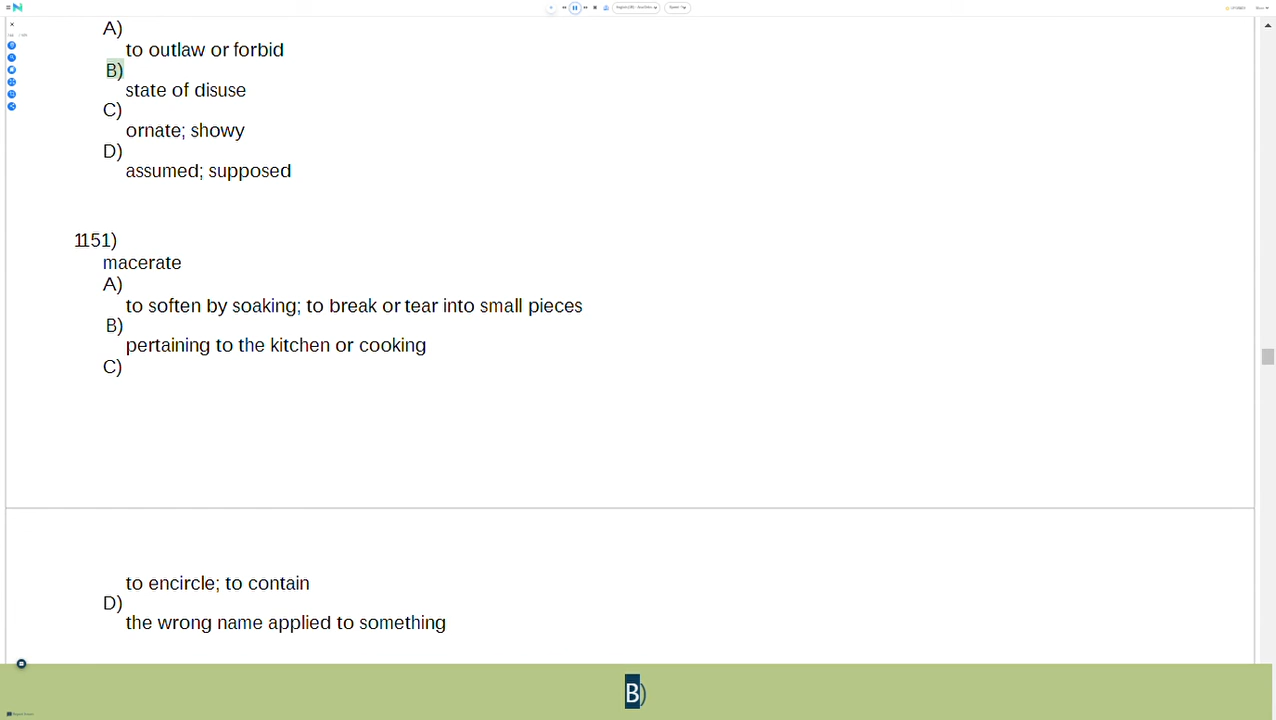 A)
to outlaw or forbid
B)
state of disuse
C)
ornate; showy
D)
assumed; supposed
1151)
macerate
A)
to soften by soaking; to break or tear into small pieces
B)
pertaining to the kitchen or cooking
C)
to encircle; to contain
D)
the wrong name applied to something
B)